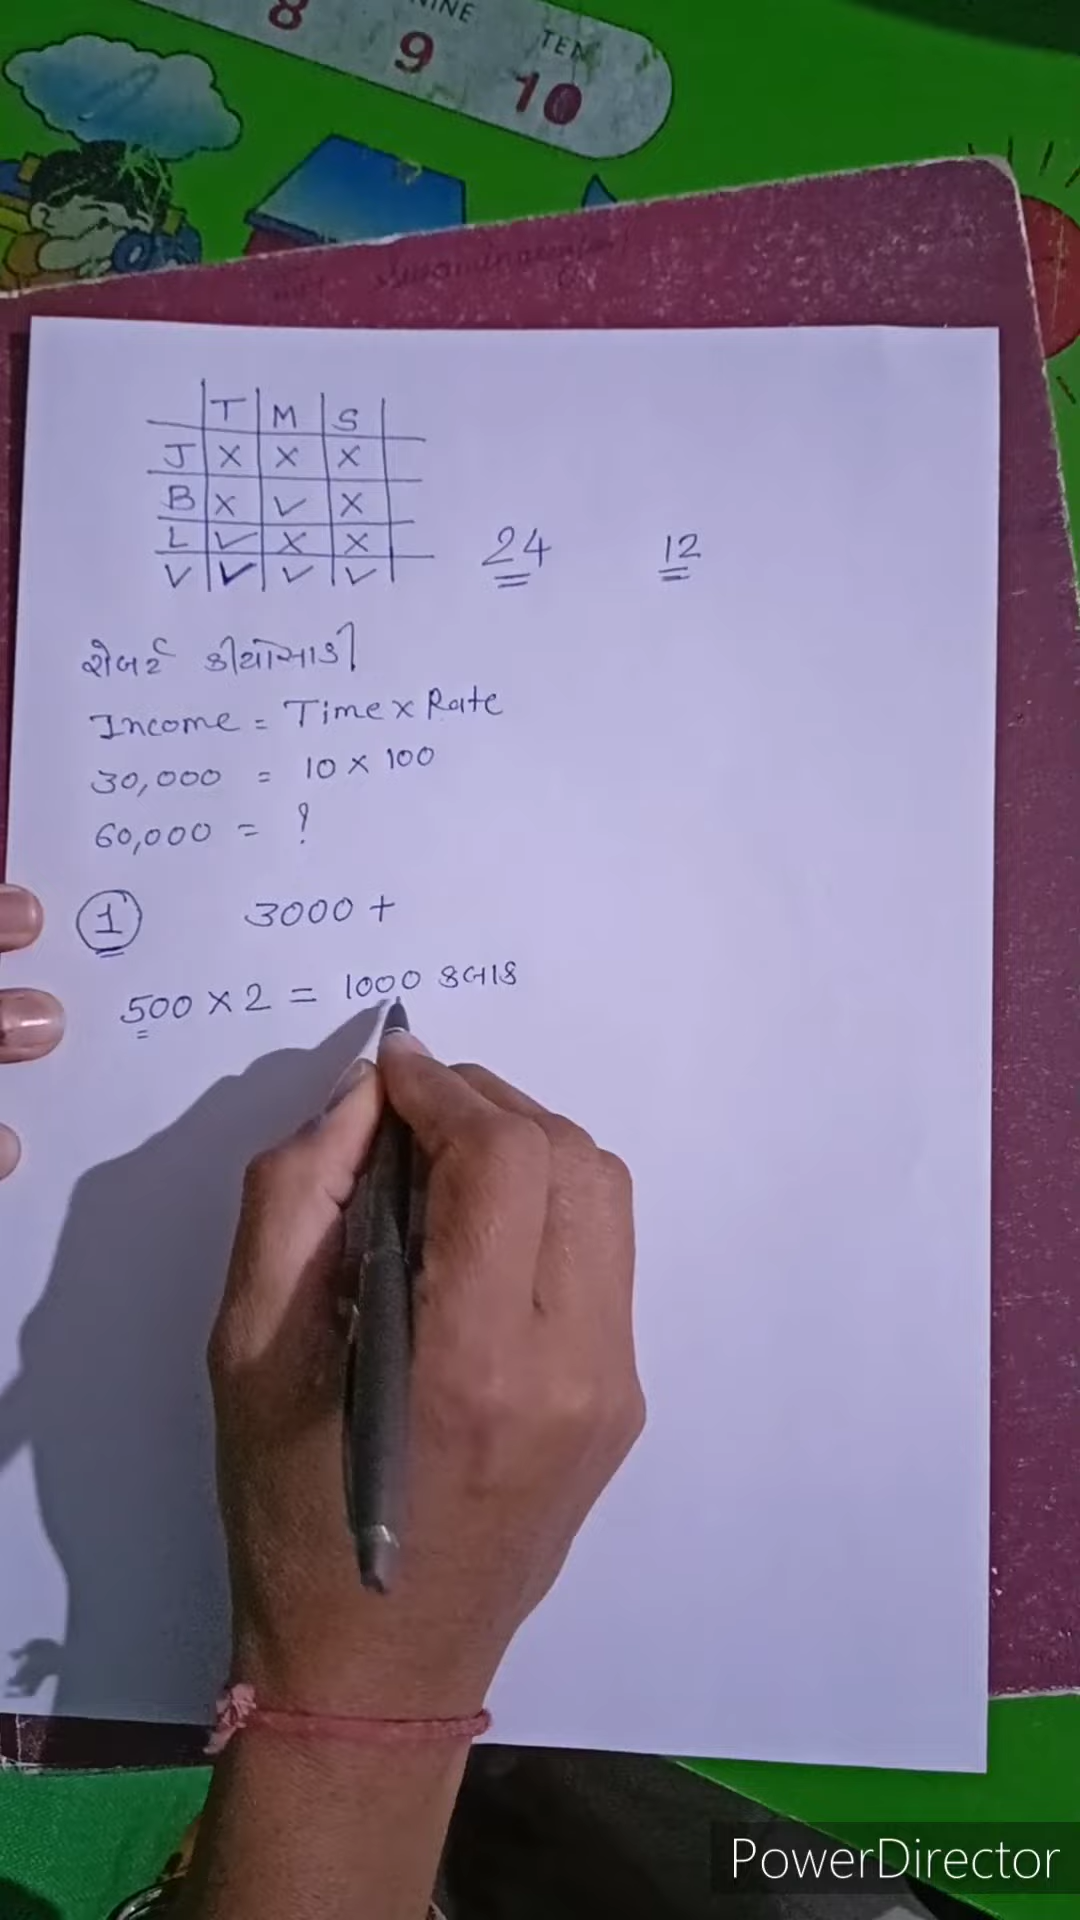 8 NINE 9 TEN 10
T M S
J X X X
B X ✓ X
L ✓ X X
V ✓ ✓ ✓
24 12
રોબર્ટ કીયોસાકી
Income = Time x Rate
30,000 = 10 x 100
60,000 = ?
1 3000 +
500 x 2 = 1000 કલાક
PowerDirector